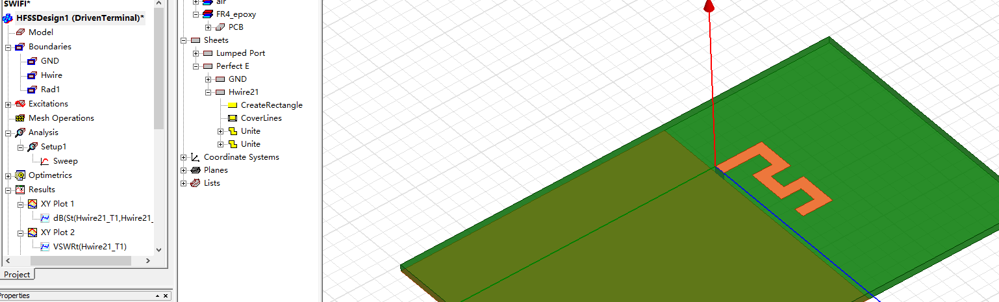 SWIFI*
HFSSDesign1 (DrivenTerminal)*
Model
Boundaries
GND
Hwire
Rad1
Excitations
Mesh Operations
Analysis
Setup1
Sweep
Optimetrics
Results
XY Plot 1
dB(St(Hwire21_T1,Hwire21_
XY Plot 2
VSWRt(Hwire21_T1)
Project
Properties
air
FR4_epoxy
PCB
Sheets
Lumped Port
Perfect E
GND
Hwire21
CreateRectangle
CoverLines
Unite
Unite
Coordinate Systems
Planes
Lists